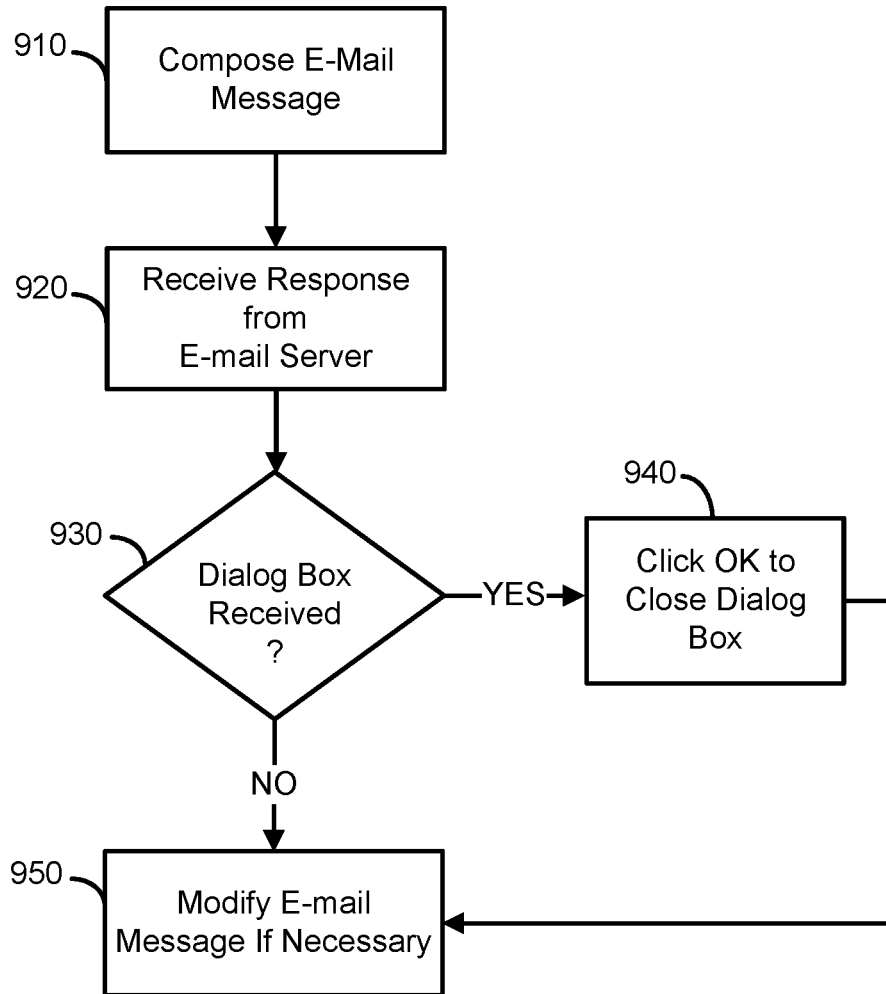 910
Compose E-Mail
Message
920
Receive Response
from
E-mail Server
930
Dialog Box
Received
?
YES
940
Click OK to
Close Dialog
Box
NO
950
Modify E-mail
Message If Necessary